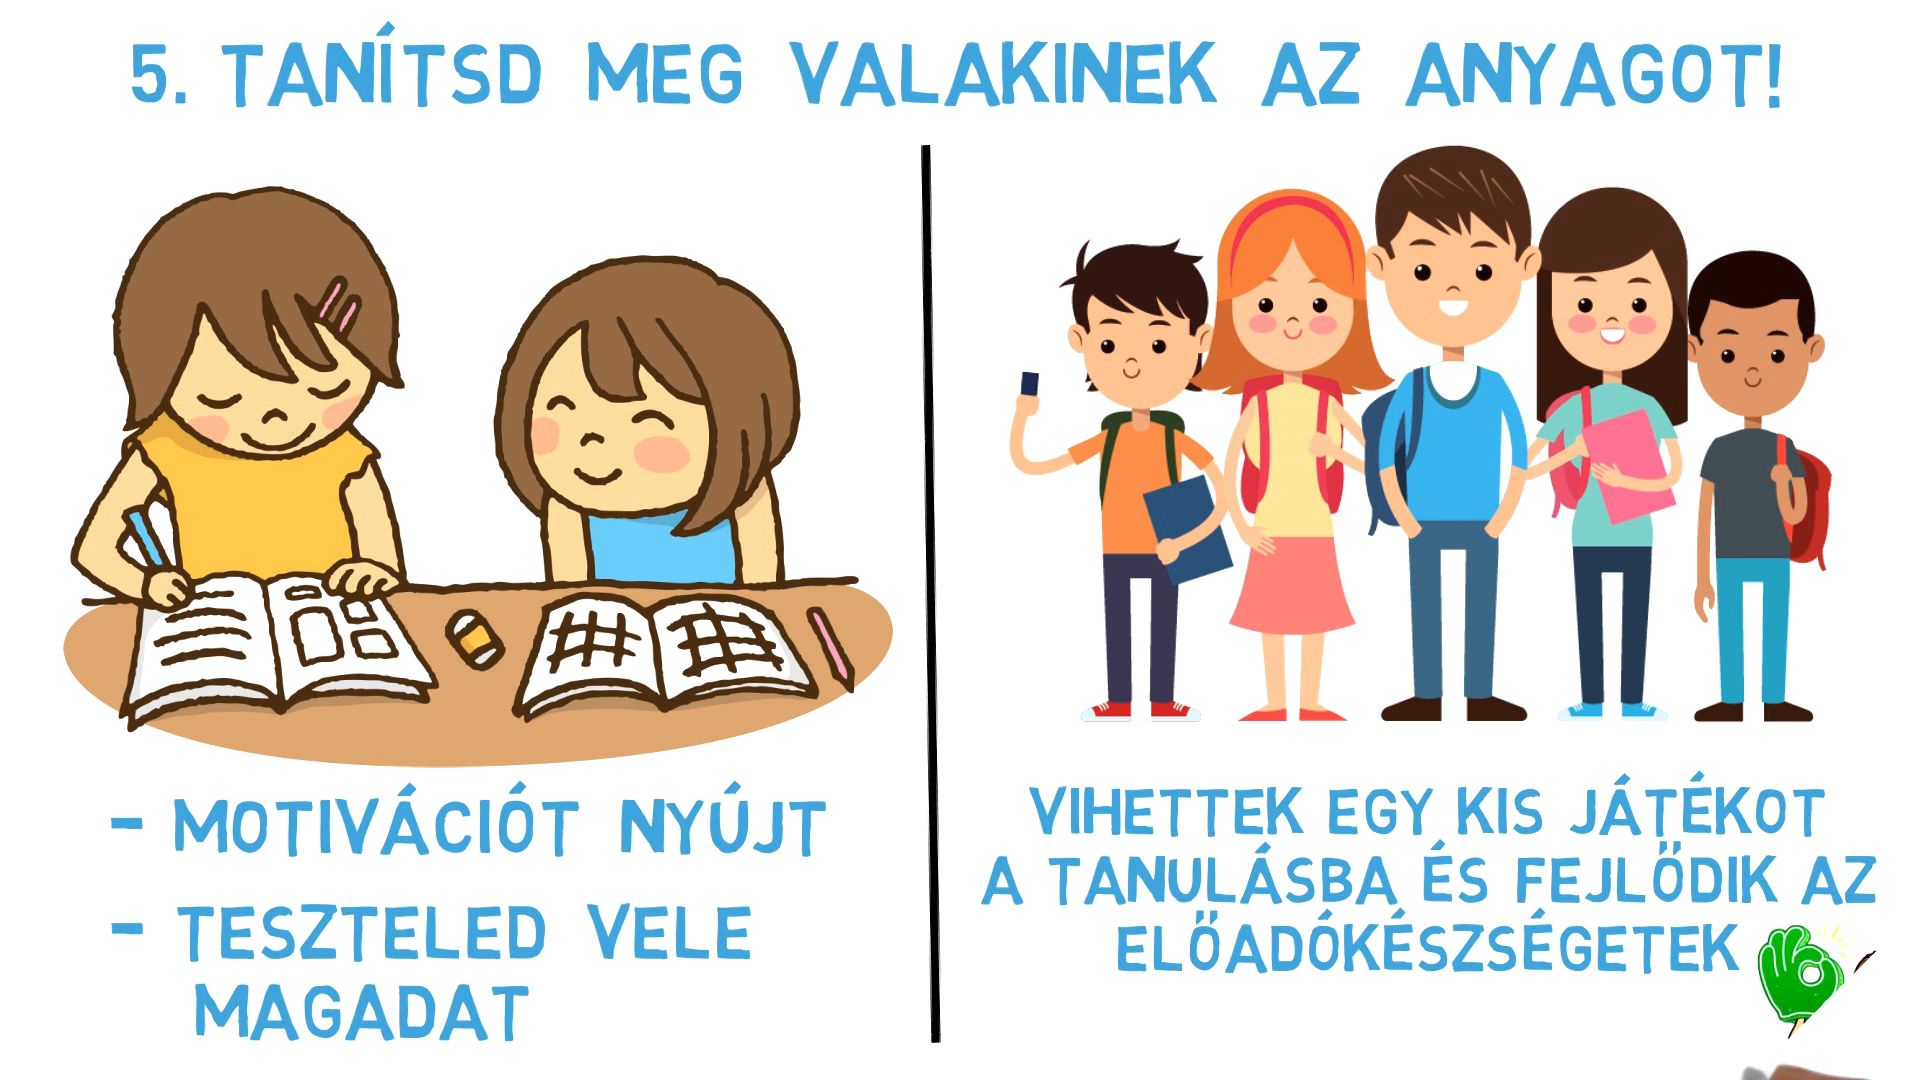 5. TANÍTSD MEG VALAKINEK AZ ANYAGOT!
- MOTIVÁCIÓT NYÚJT
- TESZTELED VELE
MAGADAT
VIHETTEK EGY KIS JÁTÉKOT
A TANULÁSBA ÉS FEJLŐDIK AZ
ELŐADÓKÉSZSÉGETEK